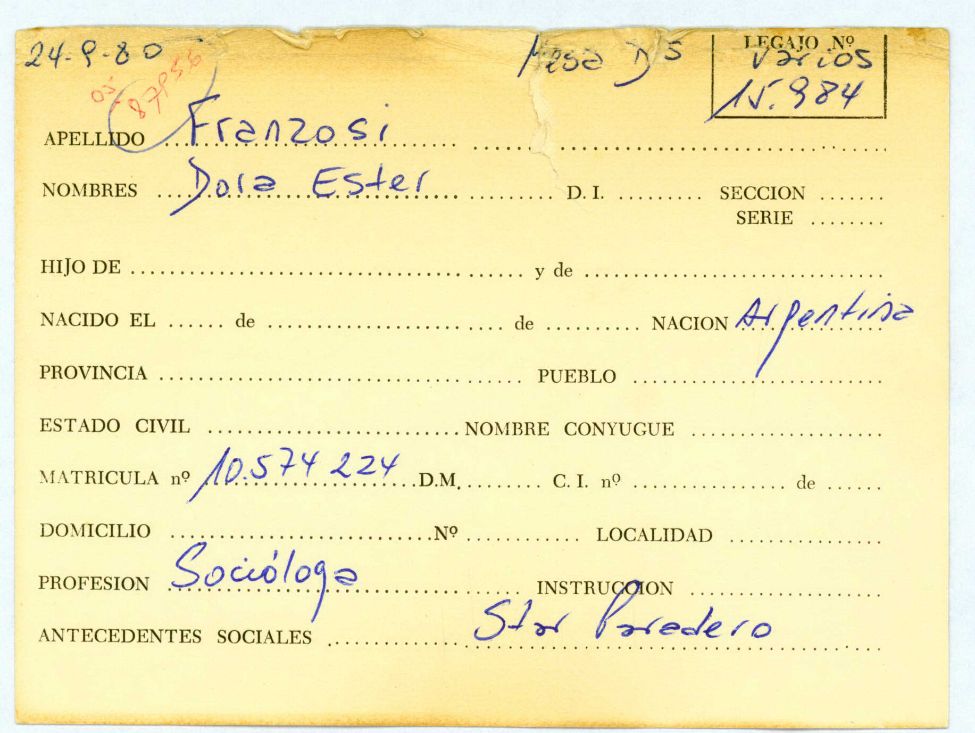 24-9-80 Mesa DS LEGAJO Nº
Varios
15.984
APELLIDO Franzosi
NOMBRES Dora Ester D. I. SECCION
SERIE
HIJO DE y de
NACIDO EL de de NACION Argentina
PROVINCIA PUEBLO
ESTADO CIVIL NOMBRE CONYUGUE
MATRICULA nº 10.574 224 D.M. C. I. nº de
DOMICILIO Nº LOCALIDAD
PROFESION Socióloga INSTRUCCION
ANTECEDENTES SOCIALES Paradero